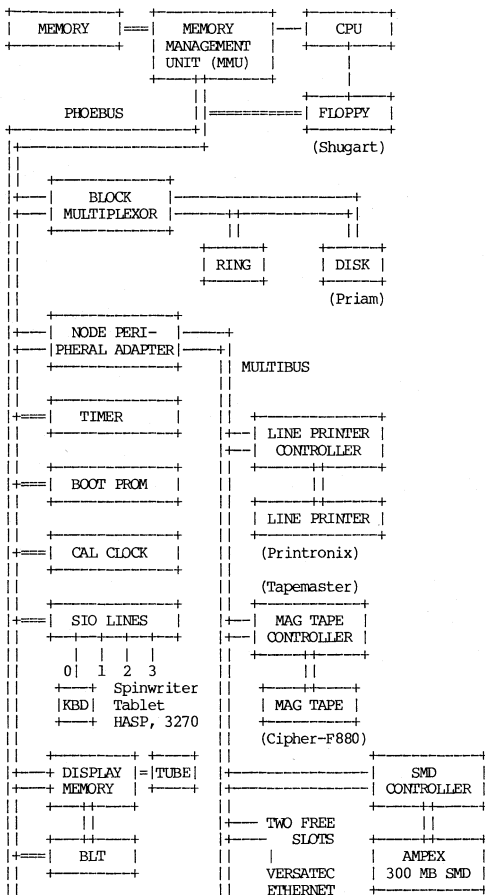 MEMORY MEMORY CPU
MANAGEMENT
UNIT (MMU)
PHOEBUS FLOPPY
(Shugart)
BLOCK
MULTIPLEXOR
RING DISK
(Priam)
NODE PERI-
PHERAL ADAPTER
MULTIBUS
TIMER
LINE PRINTER
CONTROLLER
BOOT PROM
LINE PRINTER
CAL CLOCK
(Printronix)
(Tapemaster)
SIO LINES
MAG TAPE
CONTROLLER
0 1 2 3
Spinwriter
KBD Tablet
HASP, 3270
MAG TAPE
(Cipher-F880)
DISPLAY TUBE
MEMORY
SMD
CONTROLLER
TWO FREE
SLOTS
BLT
VERSATEC
ETHERNET
AMPEX
300 MB SMD